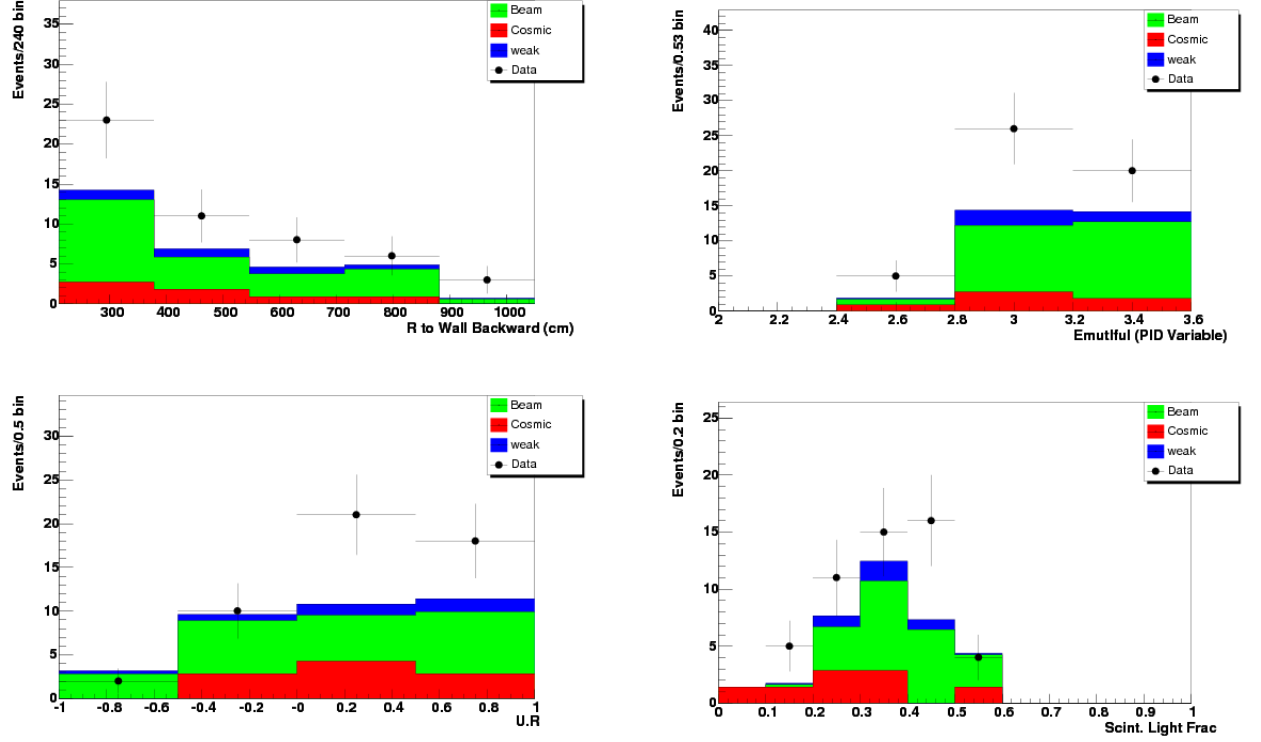 Events/240 bin
35
30
25
20
15
10
5
0
300 400 500 600 700 800 900 1000
R to Wall Backward (cm)
Beam
Cosmic
weak
Data
Events/0.53 bin
40
35
30
25
20
15
10
5
0
2 2.2 2.4 2.6 2.8 3 3.2 3.4 3.6
Emutiful (PID Variable)
Beam
Cosmic
weak
Data
Events/0.5 bin
30
25
20
15
10
5
0
-1 -0.8 -0.6 -0.4 -0.2 -0 0.2 0.4 0.6 0.8 1
U.R
Beam
Cosmic
weak
Data
Events/0.2 bin
25
20
15
10
5
0
0 0.1 0.2 0.3 0.4 0.5 0.6 0.7 0.8 0.9 1
Scint. Light Frac
Beam
Cosmic
weak
Data